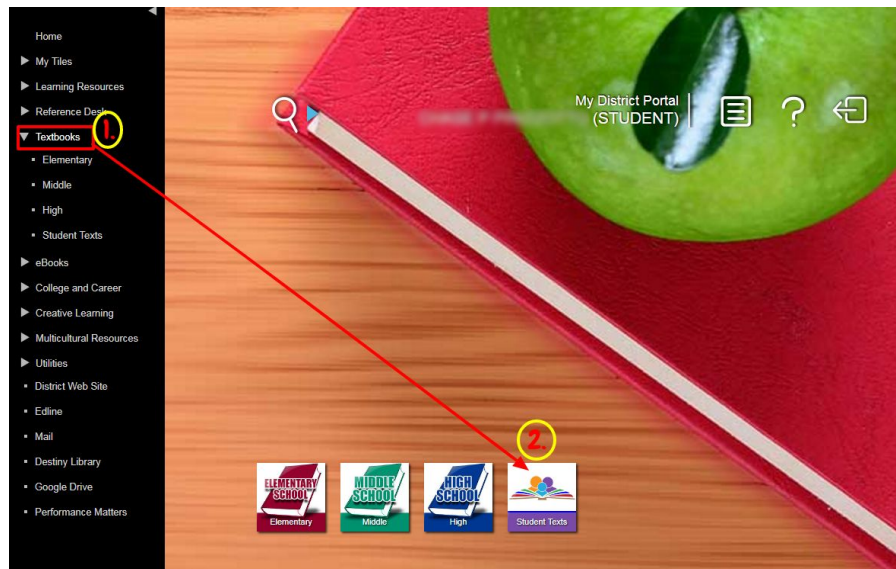 Home
My Tiles
Learning Resources
Reference Desk
Textbooks
1.
Elementary
Middle
High
Student Texts
eBooks
College and Career
Creative Learning
Multicultural Resources
Utilities
District Web Site
Edline
Mail
Destiny Library
Google Drive
Performance Matters
My District Portal
(STUDENT)
?
2.
ELEMENTARY
SCHOOL
Elementary
MIDDLE
SCHOOL
Middle
HIGH
SCHOOL
High
Student Texts